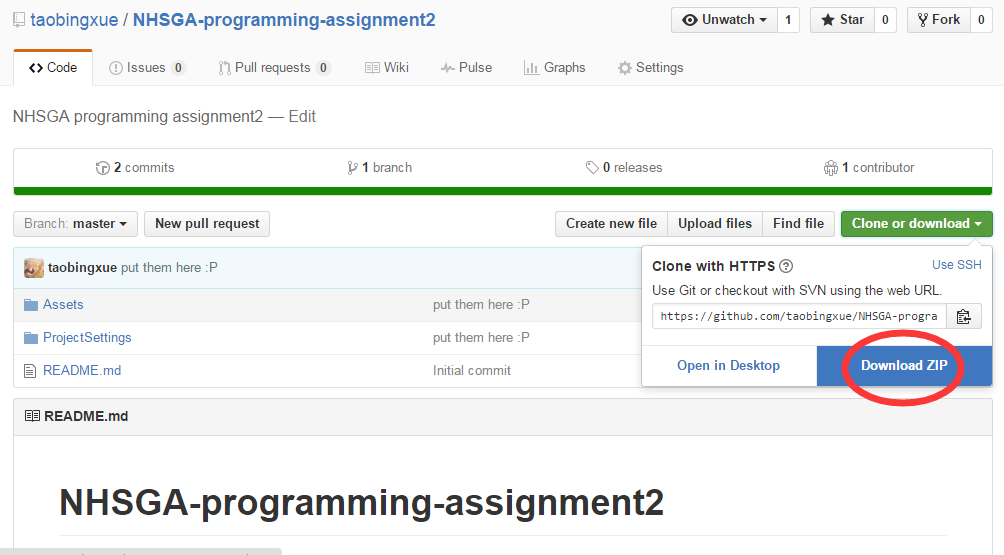 taobingxue / NHSGA-programming-assignment2
Unwatch 1 Star 0 Fork 0
Code Issues 0 Pull requests 0 Wiki Pulse Graphs Settings
NHSGA programming assignment2 — Edit
2 commits 1 branch 0 releases 1 contributor
Branch: master New pull request Create new file Upload files Find file Clone or download
taobingxue put them here :P
Assets put them here :P
ProjectSettings put them here :P
README.md Initial commit
Clone with HTTPS ? Use SSH
Use Git or checkout with SVN using the web URL.
https://github.com/taobingxue/NHSGA-progra
Open in Desktop Download ZIP
README.md
NHSGA-programming-assignment2